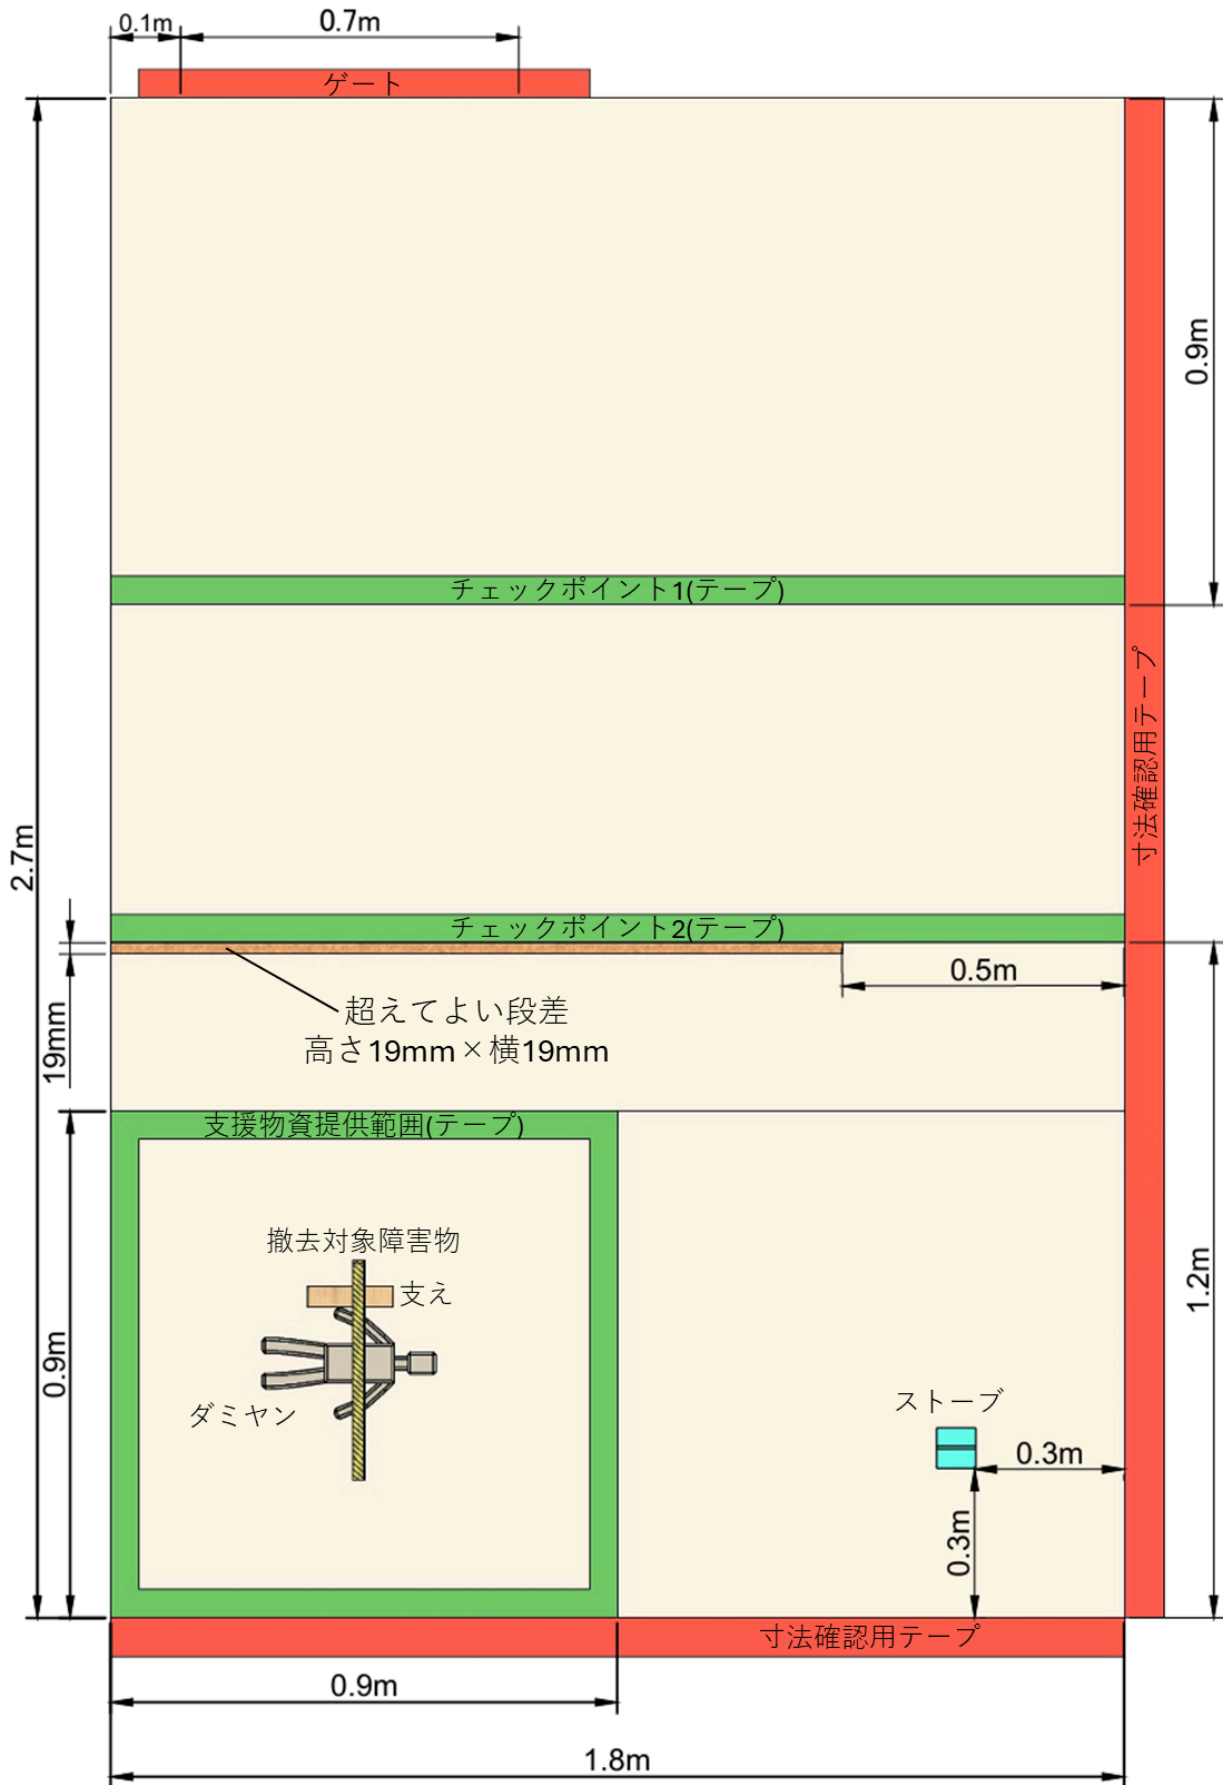 0.1m
0.7m
ゲート
0.9m
チェックポイント1(テープ)
寸法確認用テープ
2.7m
チェックポイント2(テープ)
0.5m
19mm
超えてよい段差
高さ19mm×横19mm
支援物資提供範囲(テープ)
撤去対象障害物
支え
1.2m
0.9m
ダミヤン
ストーブ
0.3m
0.3m
寸法確認用テープ
0.9m
1.8m